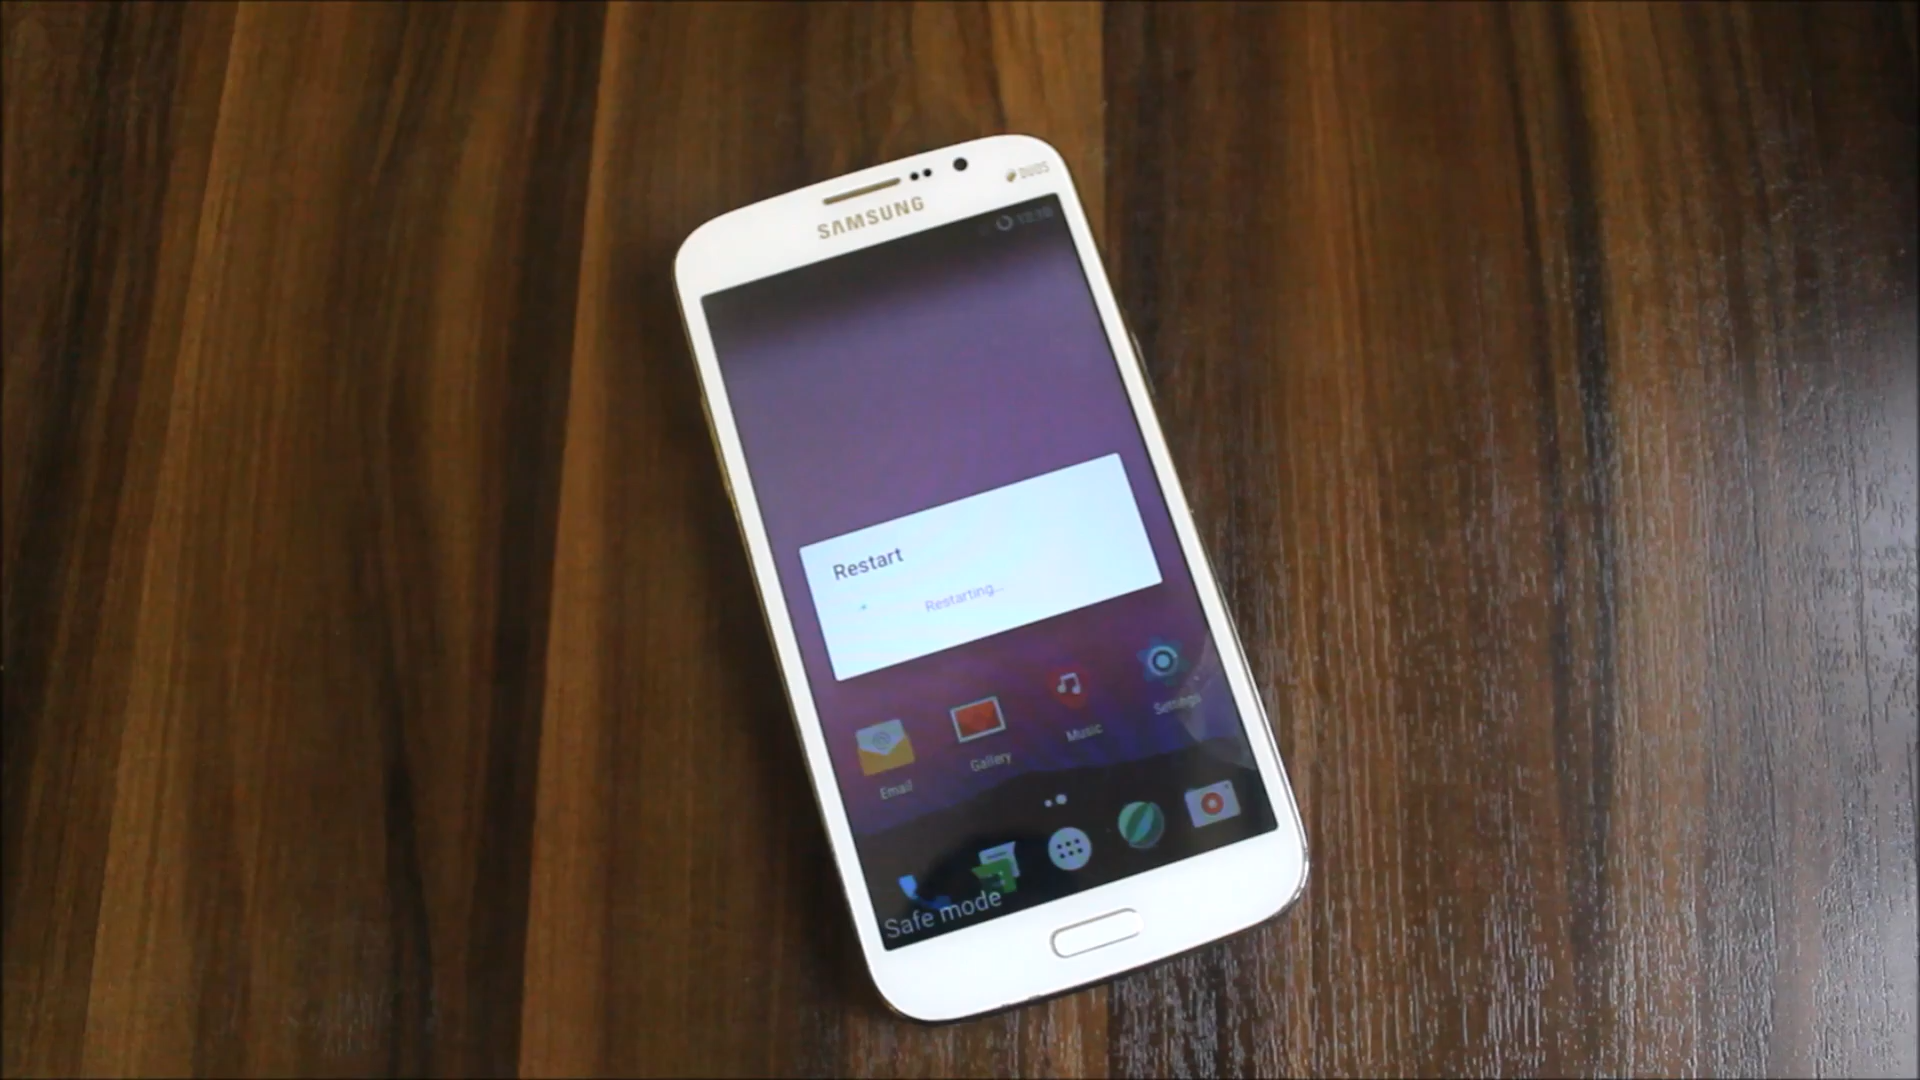 DUOS
SAMSUNG
Restart
Restarting...
Email
Gallery
Music
Settings
Safe mode